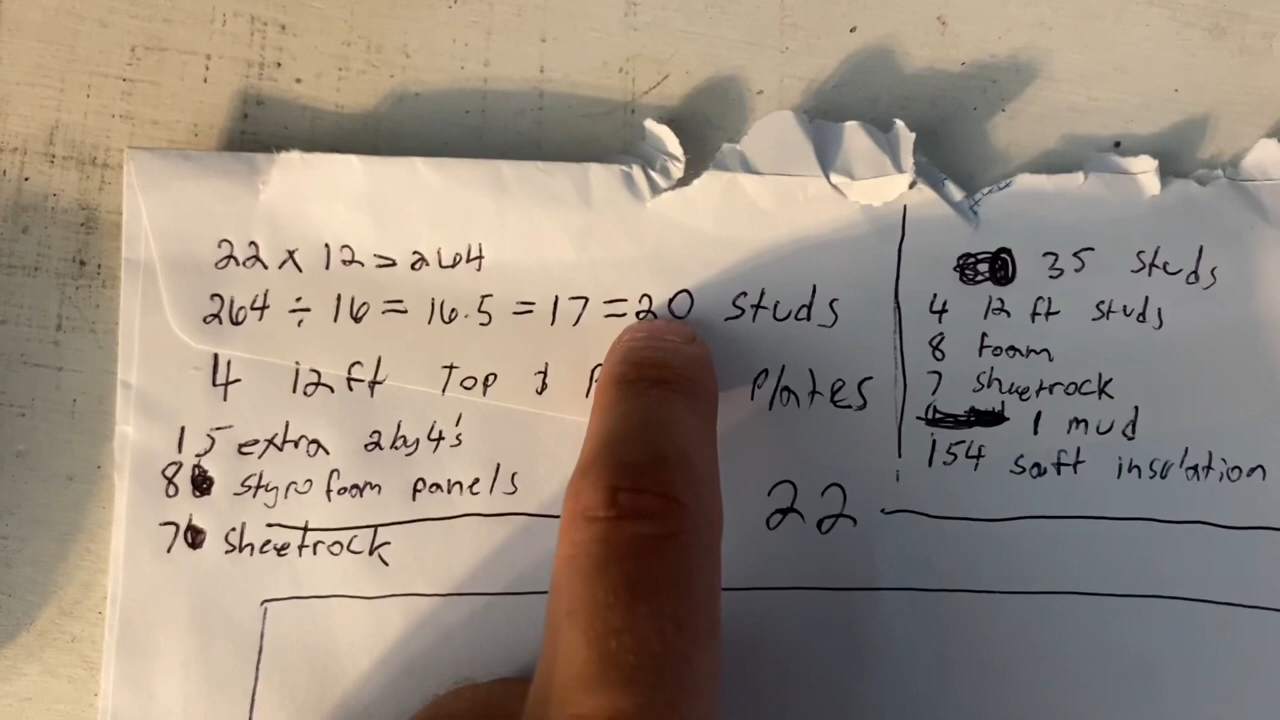 22 x 12 = 264
264 ÷ 16 = 16.5 = 17 = 20 studs
4 12ft Top & Plates
15 extra 2by4's
8 styrofoam panels
7 sheetrock
22
35 studs
4 12 ft studs
8 foam
7 sheetrock
1 mud
154 sqft insulation